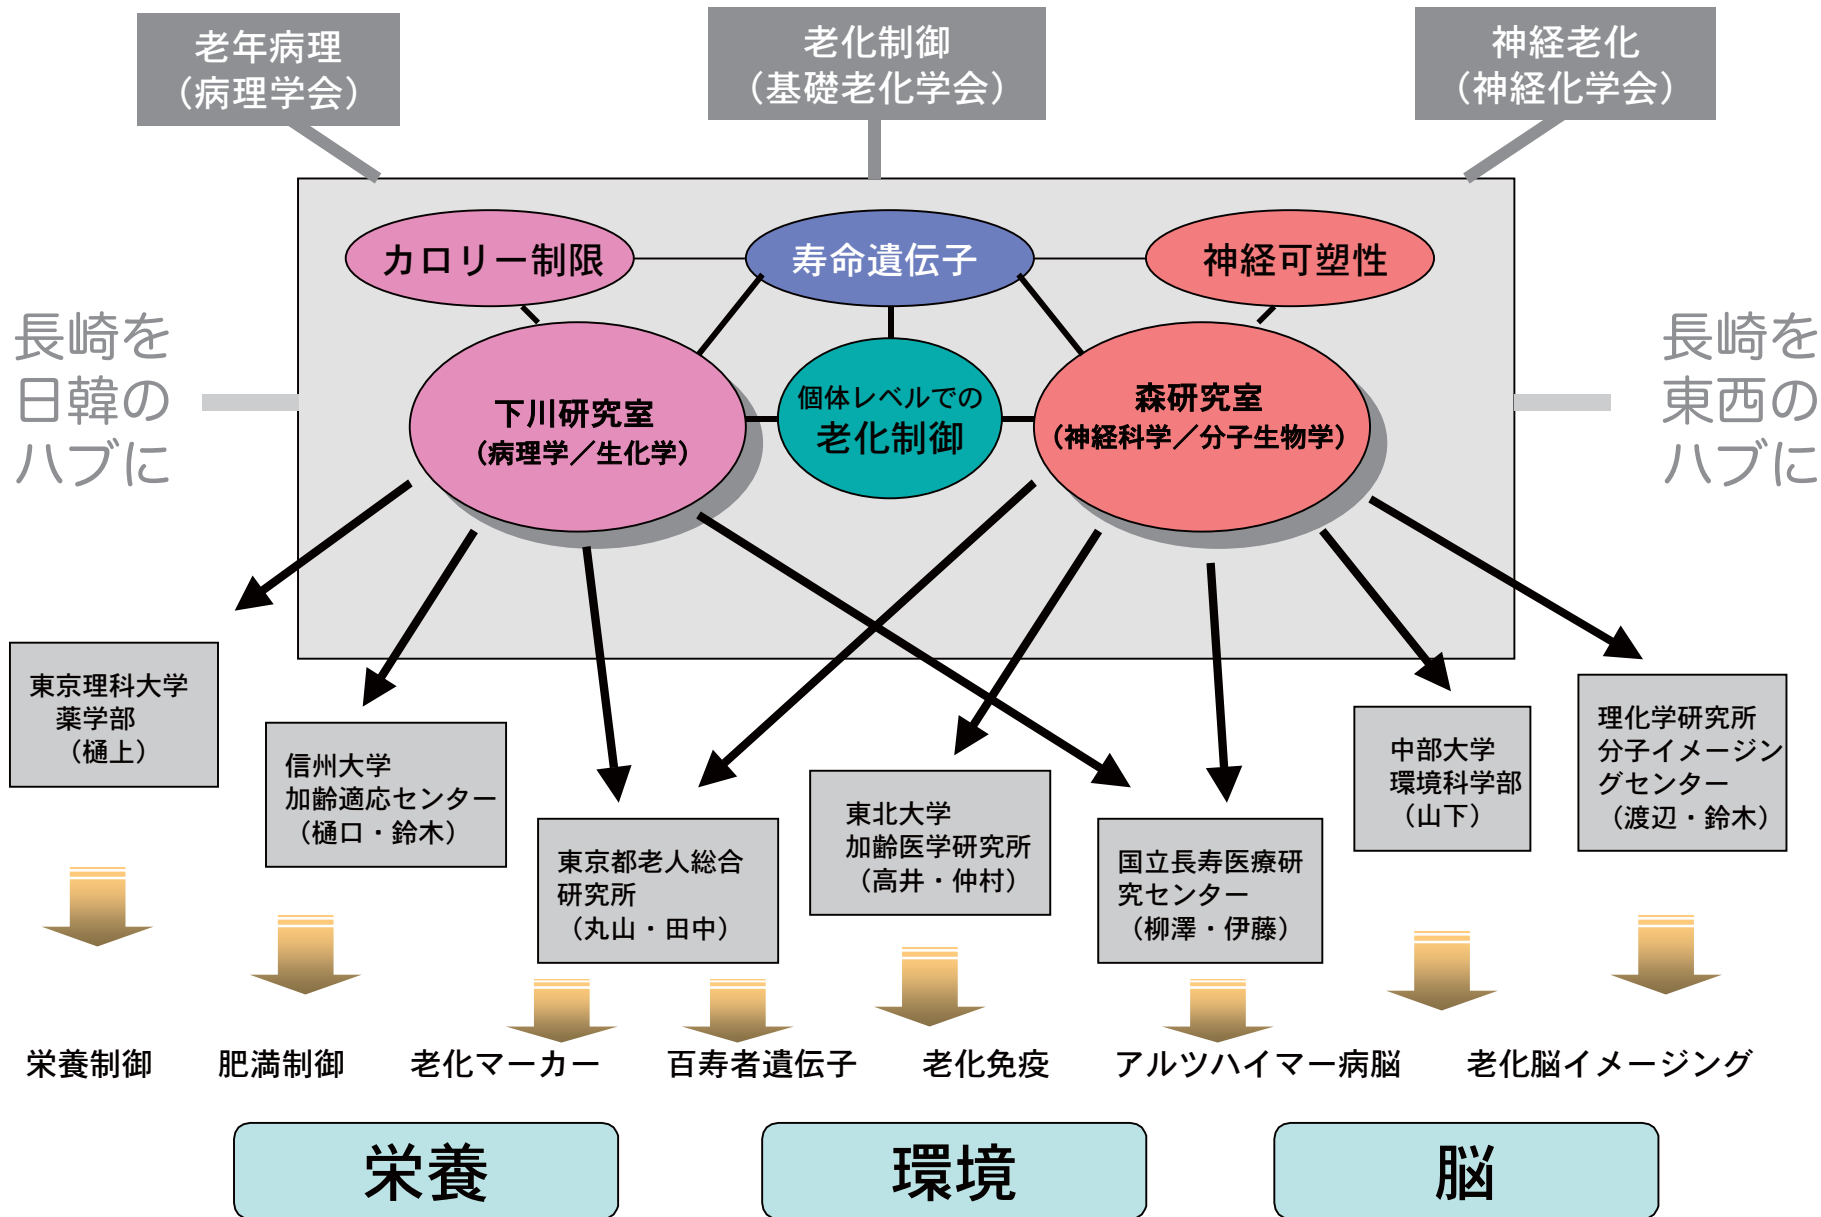 老年病理
（病理学会）
老化制御
（基礎老化学会）
神経老化
（神経化学会）
カロリー制限
寿命遺伝子
神経可塑性
長崎を
日韓の
ハブに
下川研究室
（病理学／生化学）
個体レベルでの
老化制御
森研究室
（神経科学／分子生物学）
長崎を
東西の
ハブに
東京理科大学
薬学部
（樋上）
信州大学
加齢適応センター
（樋口・鈴木）
東京都老人総合
研究所
（丸山・田中）
東北大学
加齢医学研究所
（高井・仲村）
国立長寿医療研
究センター
（柳澤・伊藤）
中部大学
環境科学部
（山下）
理化学研究所
分子イメージン
グセンター
（渡辺・鈴木）
栄養制御
肥満制御
老化マーカー
百寿者遺伝子
老化免疫
アルツハイマー病脳
老化脳イメージング
栄養
環境
脳